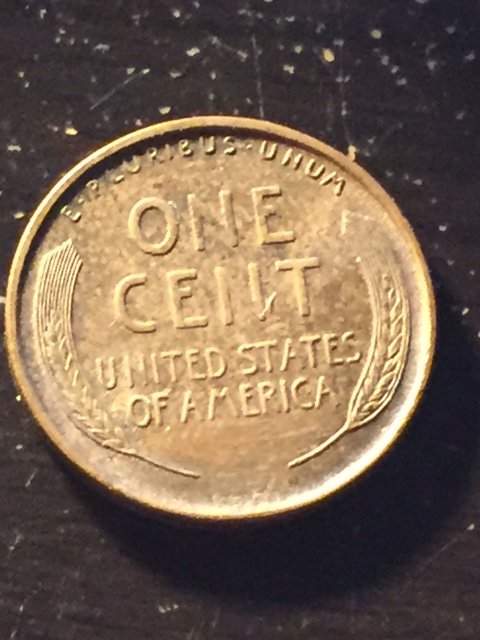 E·PLURIBUS·UNUM
ONE
CENT
UNITED STATES
OF AMERICA